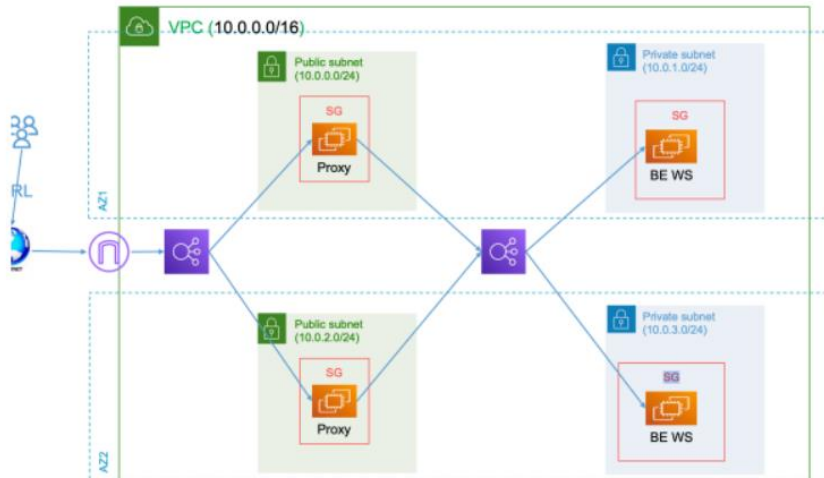 VPC (10.0.0.0/16)
Public subnet
(10.0.0.0/24)
SG
Proxy
Private subnet
(10.0.1.0/24)
SG
BE WS
AZ1
RL
Public subnet
(10.0.2.0/24)
SG
Proxy
Private subnet
(10.0.3.0/24)
SG
BE WS
AZ2